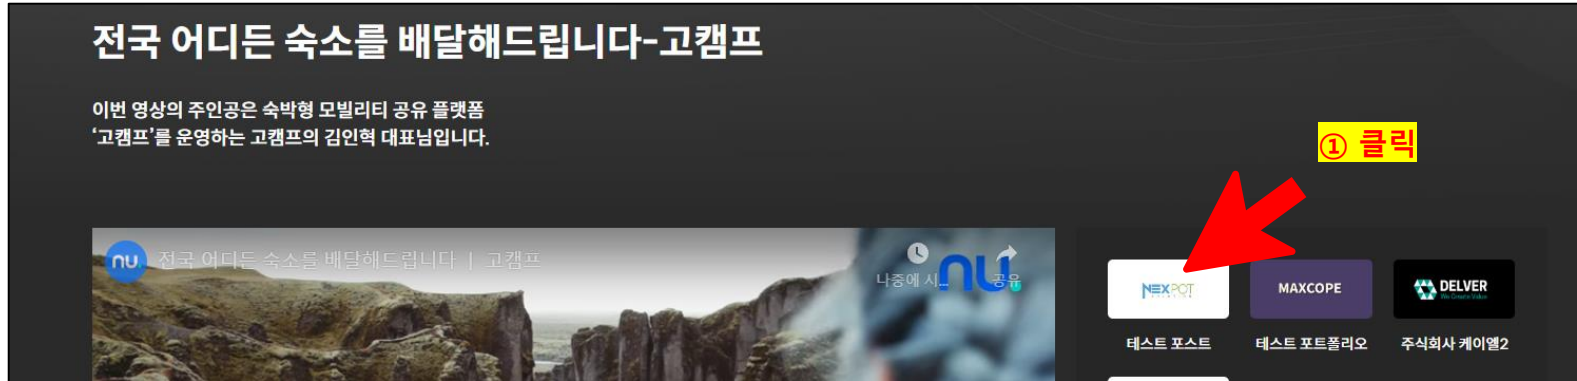 전국 어디든 숙소를 배달해드립니다-고캠프
이번 영상의 주인공은 숙박형 모빌리티 공유 플랫폼
‘고캠프’를 운영하는 고캠프의 김인혁 대표님입니다.
① 클릭
nu.
전국 어디든 숙소를 배달해드립니다 | 고캠프
나중에 시...
공유
nu.
NEXPOT
MAXCOPE
DELVER
We Create Value
테스트 포스트
테스트 포트폴리오
주식회사 케이엘2